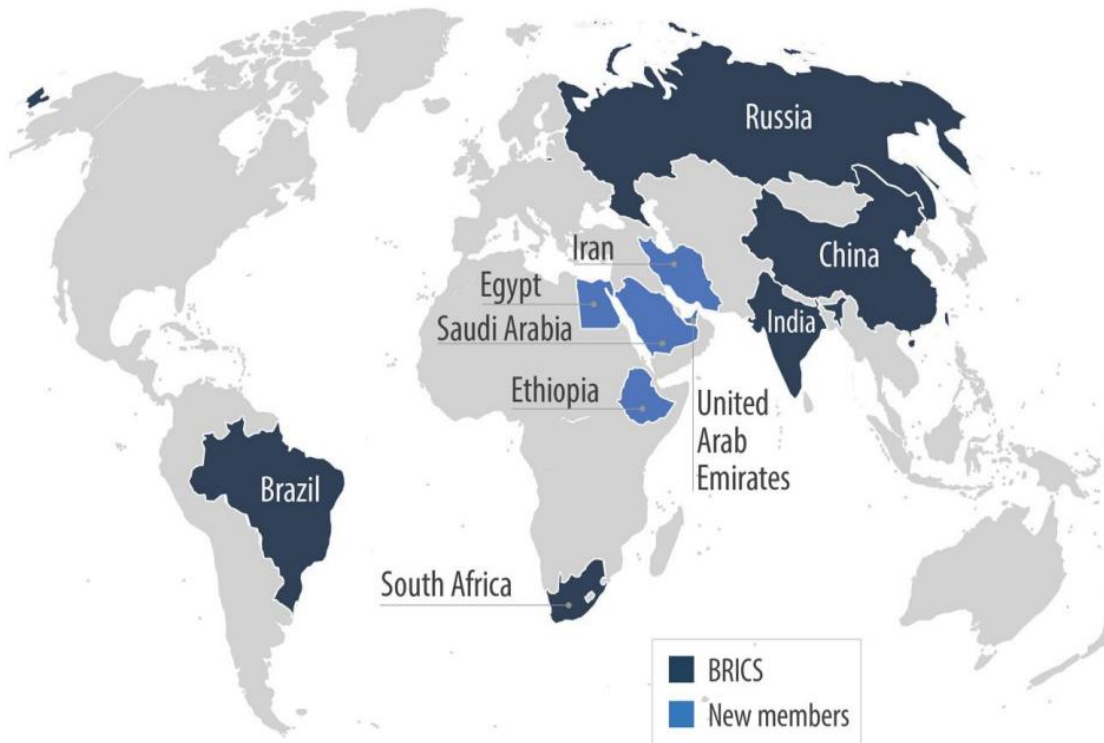 Russia
China
Iran
Egypt
India
Saudi Arabia
Ethiopia
United
Arab
Emirates
Brazil
South Africa
BRICS
New members